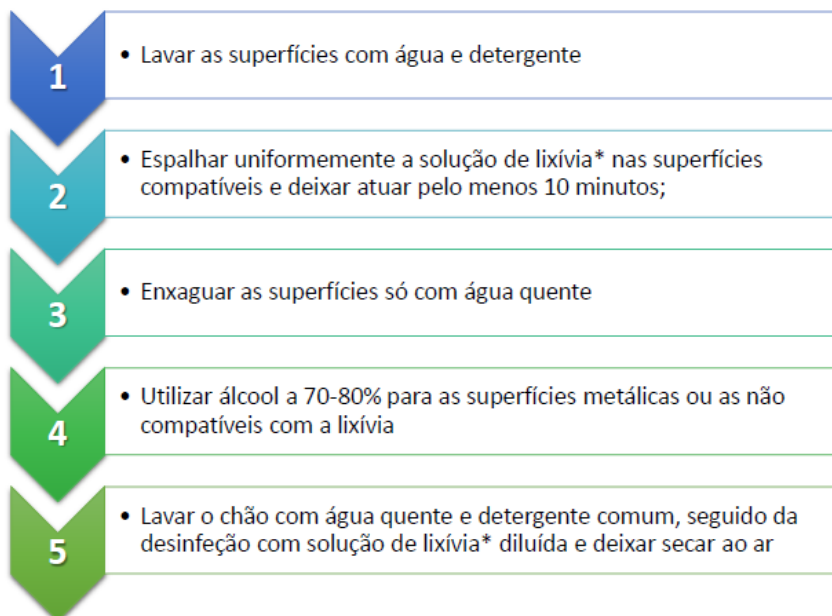 1
• Lavar as superfícies com água e detergente
2
• Espalhar uniformemente a solução de lixívia* nas superfícies
compatíveis e deixar atuar pelo menos 10 minutos;
3
• Enxaguar as superfícies só com água quente
4
• Utilizar álcool a 70-80% para as superfícies metálicas ou as não
compatíveis com a lixívia
5
• Lavar o chão com água quente e detergente comum, seguido da
desinfeção com solução de lixívia* diluída e deixar secar ao ar